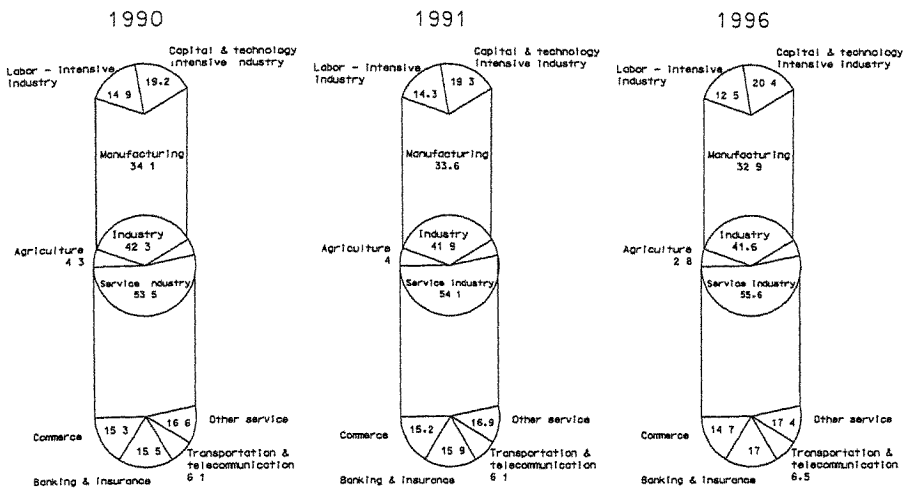 1990
Labor - Intensive
Industry
Capital & technology
Intensive Industry
14 9
19.2
Manufacturing
34 1
Industry
42 3
Agriculture
4 3
Service ndustry
53 5
Commerce
15 3
15 5
16 6
Other service
Transportation &
telecommunication
6 1
Banking & Insurance
1991
Labor - Intensive
Industry
Capital & technology
Intensive Industry
14.3
19 3
Manufacturing
33.6
Industry
41 9
Agriculture
4
Service Industry
54 1
Commerce
15.2
15 9
16.9
Other service
Transportation &
telecommunication
6 1
Banking & Insurance
1996
Labor - Intensive
Industry
Capital & technology
Intensive Industry
12 5
20 4
Manufacturing
32 9
Industry
41.6
Agriculture
2 8
Service Industry
55.6
Commerce
14 7
17
17 4
Other service
Transportation &
telecommunication
6.5
Banking & Insurance